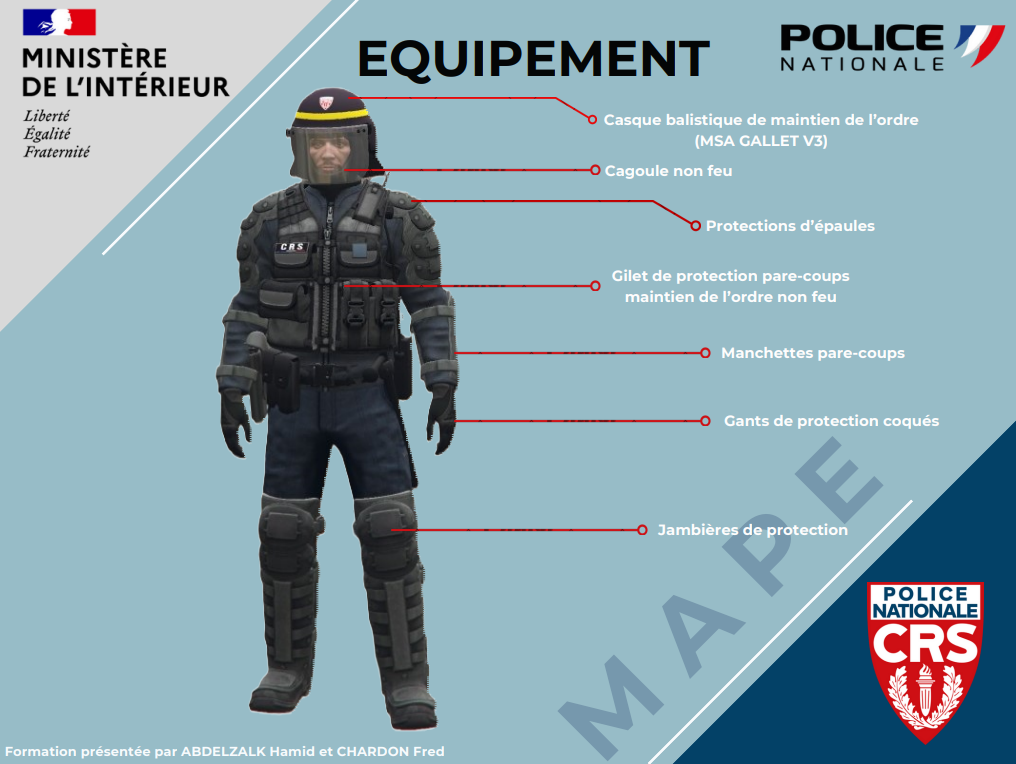 MINISTÈRE
DE L'INTÉRIEUR
Liberté
Égalité
Fraternité
EQUIPEMENT
POLICE
NATIONALE
Casque balistique de maintien de l'ordre
(MSA GALLET V3)
Cagoule non feu
Protections d'épaules
CRS
Gilet de protection pare-coups
maintien de l'ordre non feu
Manchettes pare-coups
Gants de protection coqués
Jambières de protection
MAPE
POLICE
NATIONALE
CRS
Formation présentée par ABDELZALK Hamid et CHARDON Fred